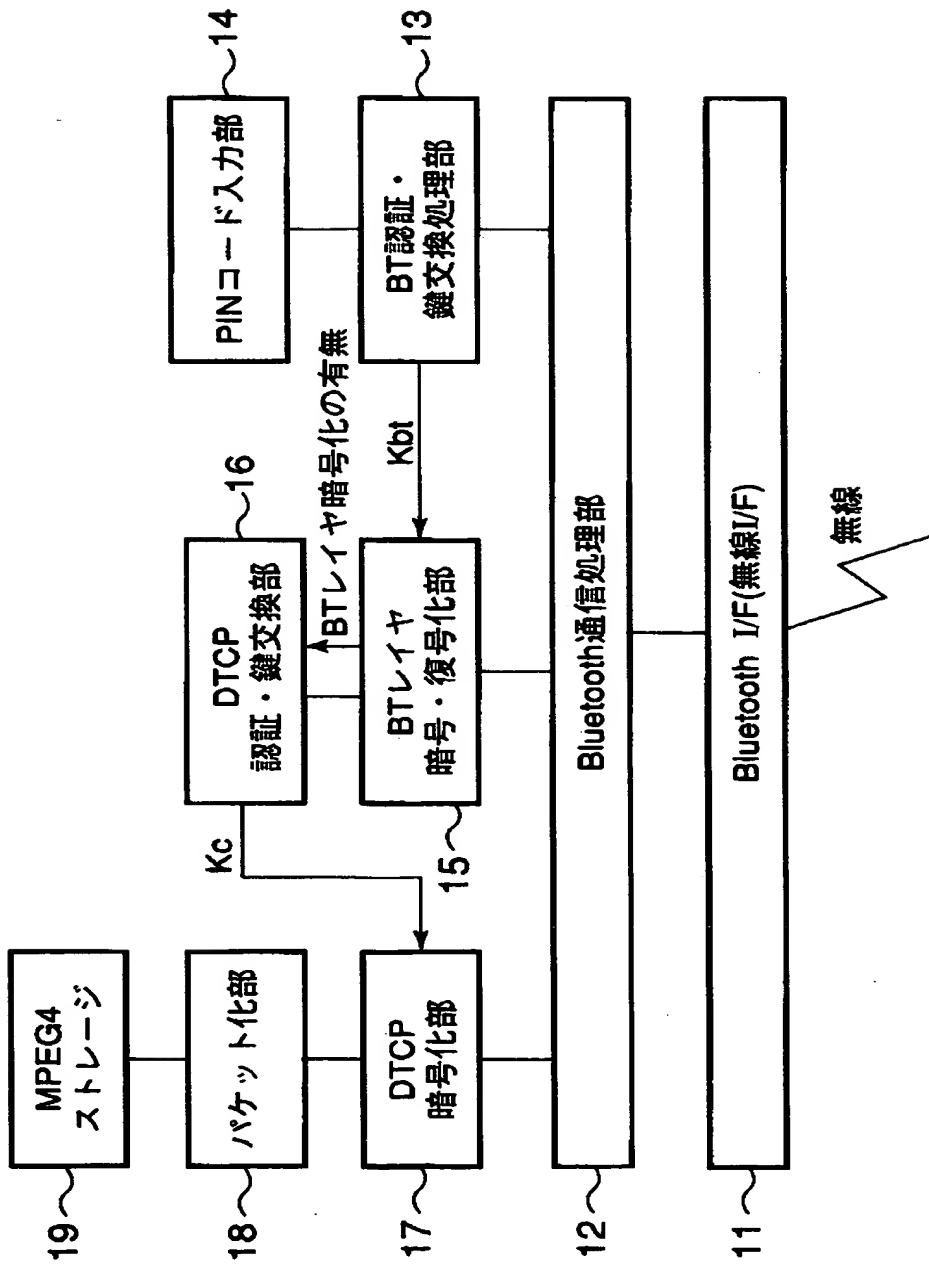 19
MPEG4
ストレージ
18
パケット化部
17
DTCP
暗号化部
Kc
16
DTCP
認証・鍵交換部
BTレイヤ暗号化の有無
15
BTレイヤ
暗号・復号化部
Kbt
14
PINコード入力部
13
BT認証・
鍵交換処理部
12
Bluetooth通信処理部
11
Bluetooth I/F(無線I/F)
無線